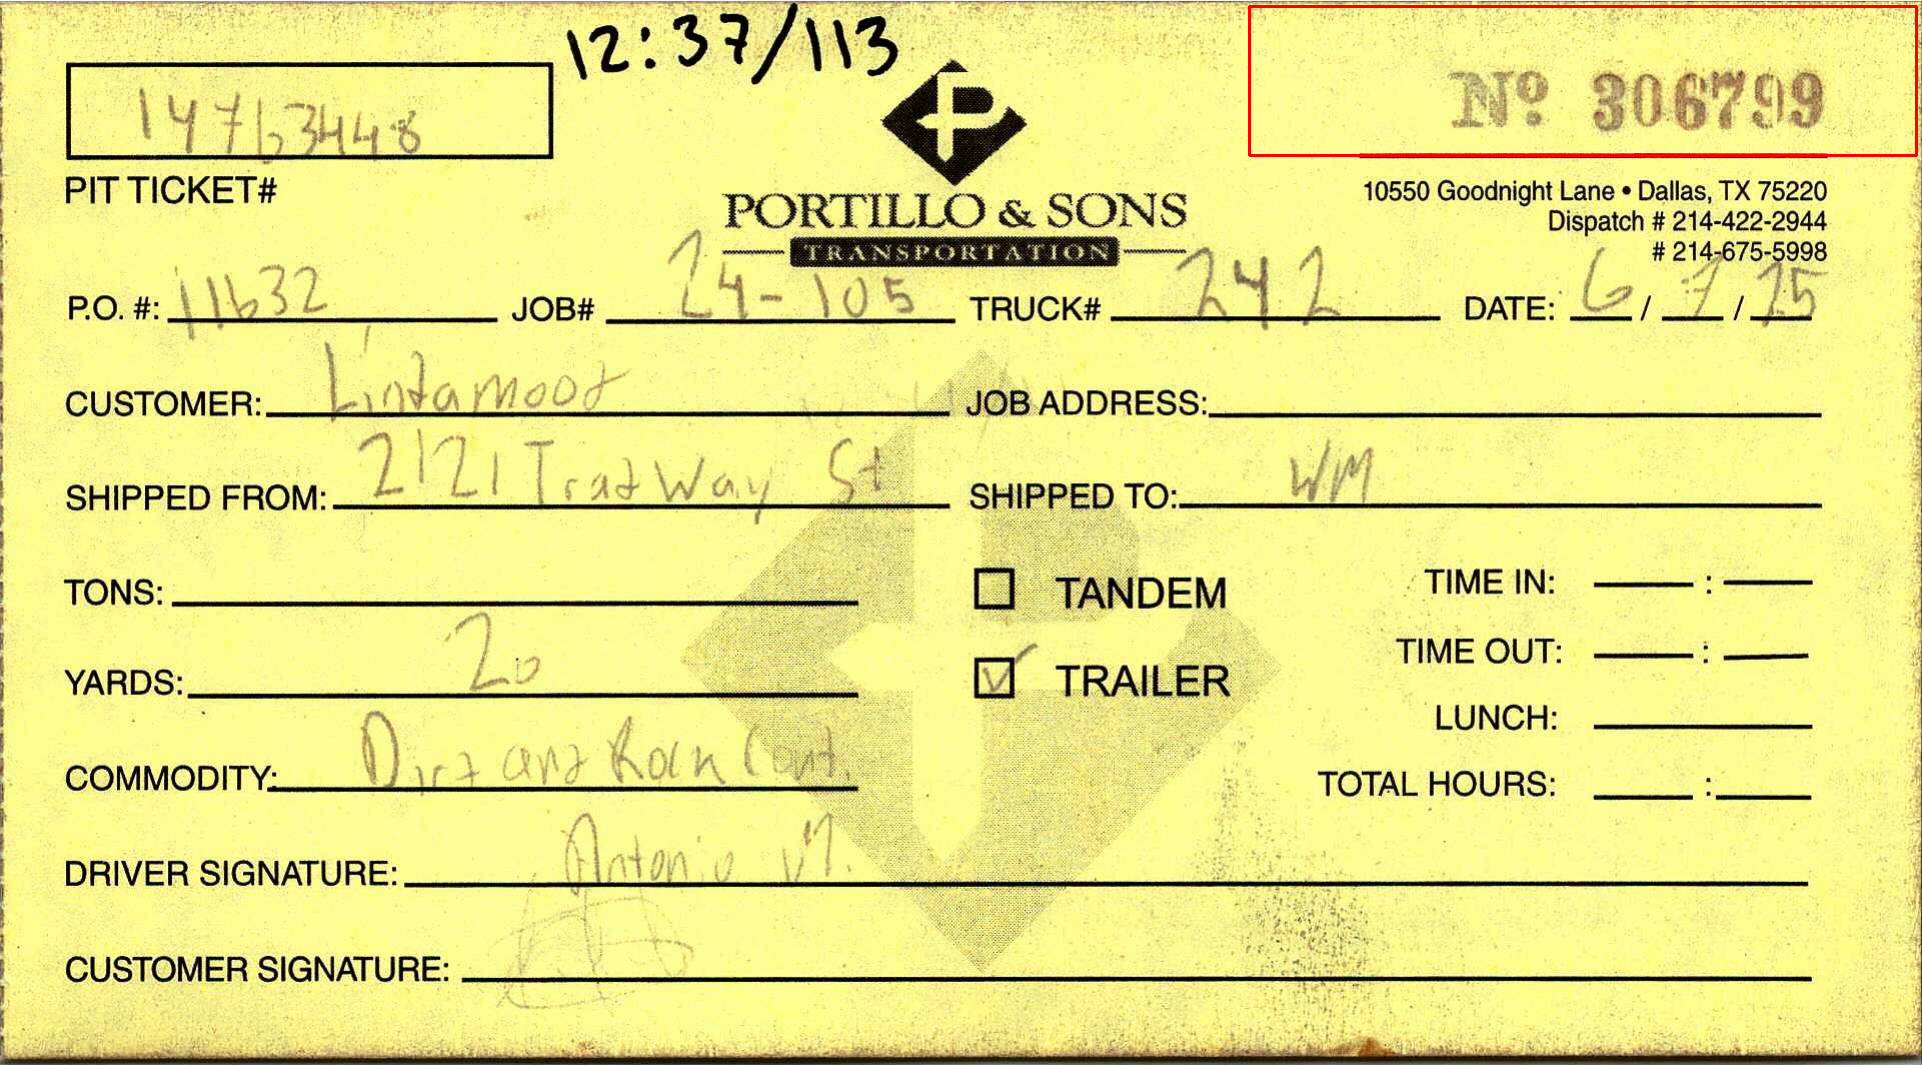 12:37/113
14763448
Nº 306799
PIT TICKET#
PORTILLO & SONS
TRANSPORTATION
10550 Goodnight Lane • Dallas, TX 75220
Dispatch # 214-422-2944
# 214-675-5998
P.O. #: 11632 JOB# 24-105 TRUCK# 242 DATE: 6/7/25
CUSTOMER: Lindamood JOB ADDRESS:
SHIPPED FROM: 2121 Tradway St SHIPPED TO: WM
TONS: TANDEM TIME IN: :
YARDS: 20 TRAILER TIME OUT: :
LUNCH:
COMMODITY: Dirt and Rock Cont. TOTAL HOURS: :
DRIVER SIGNATURE: Antonio M.
CUSTOMER SIGNATURE: